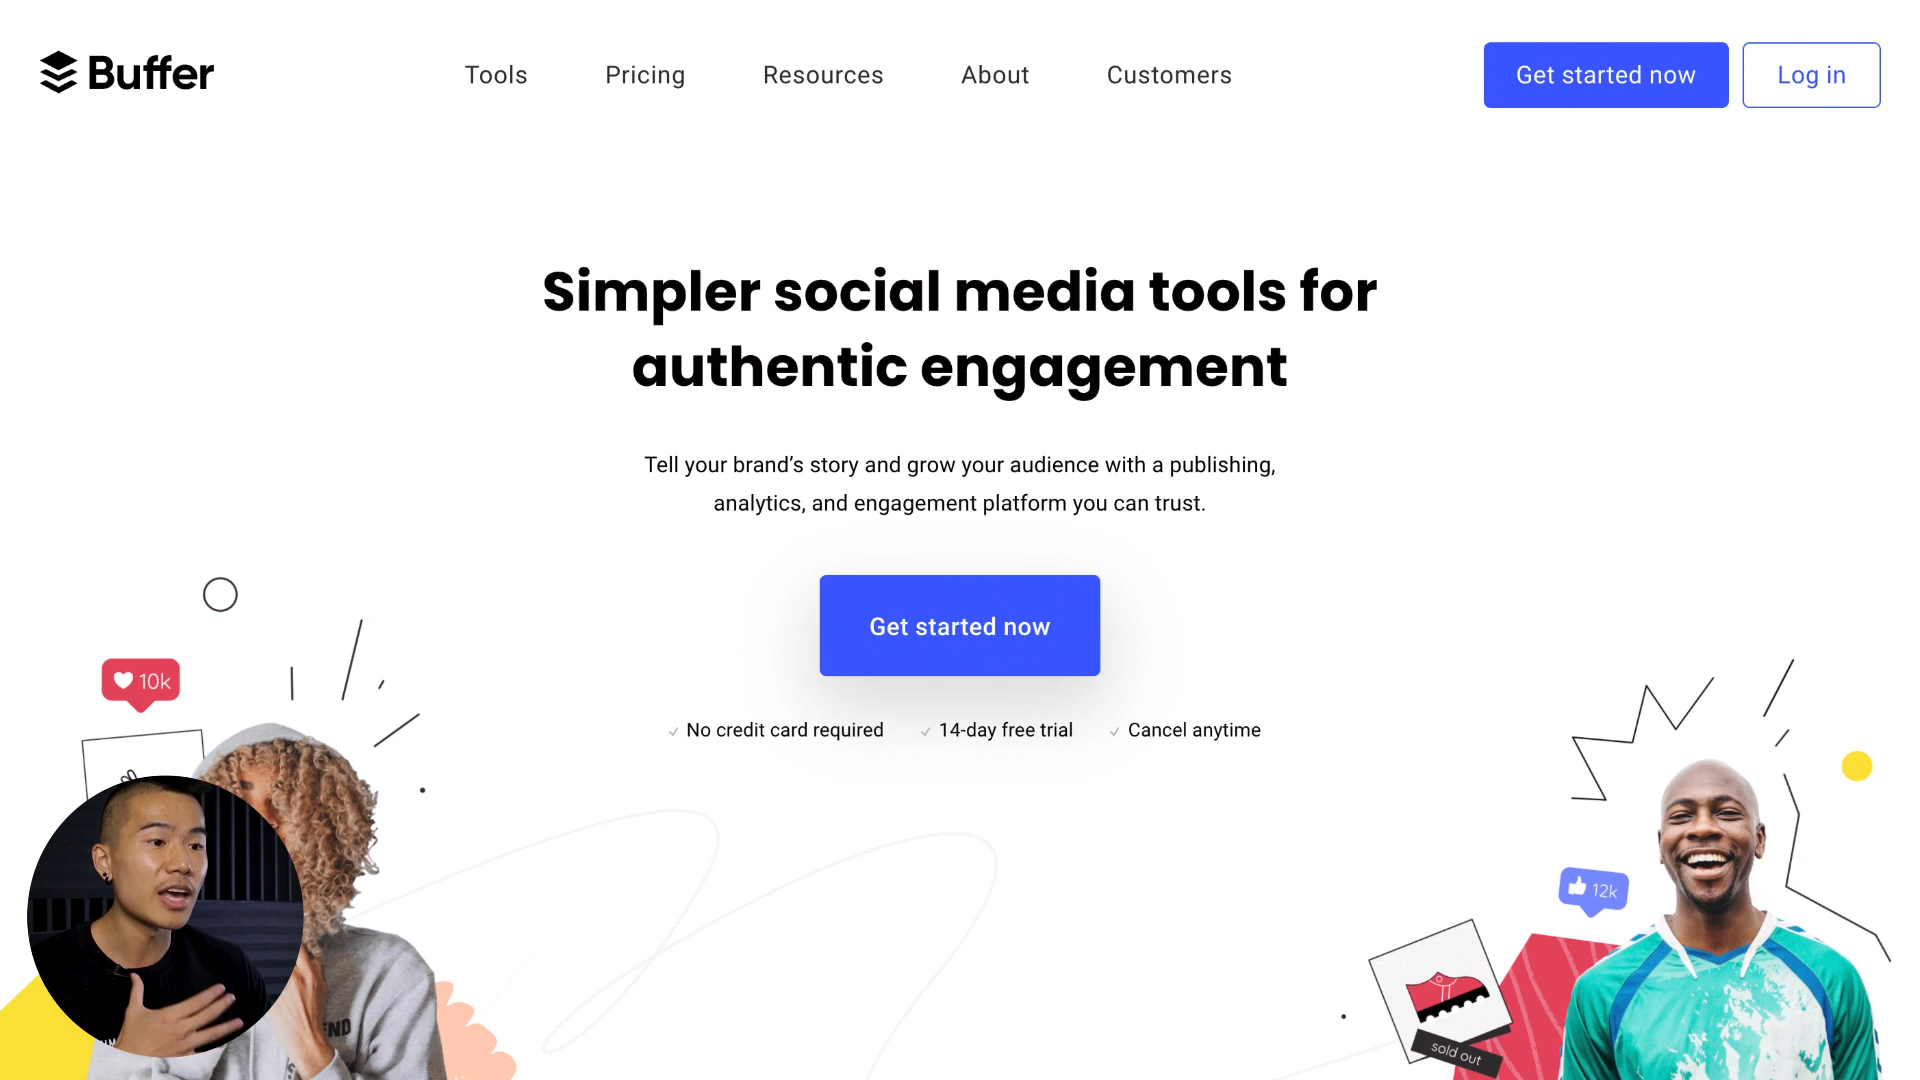 Buffer
Tools
Pricing
Resources
About
Customers
Get started now
Log in
Simpler social media tools for
authentic engagement
Tell your brand’s story and grow your audience with a publishing,
analytics, and engagement platform you can trust.
Get started now
No credit card required
14-day free trial
Cancel anytime
10k
12k
sold out